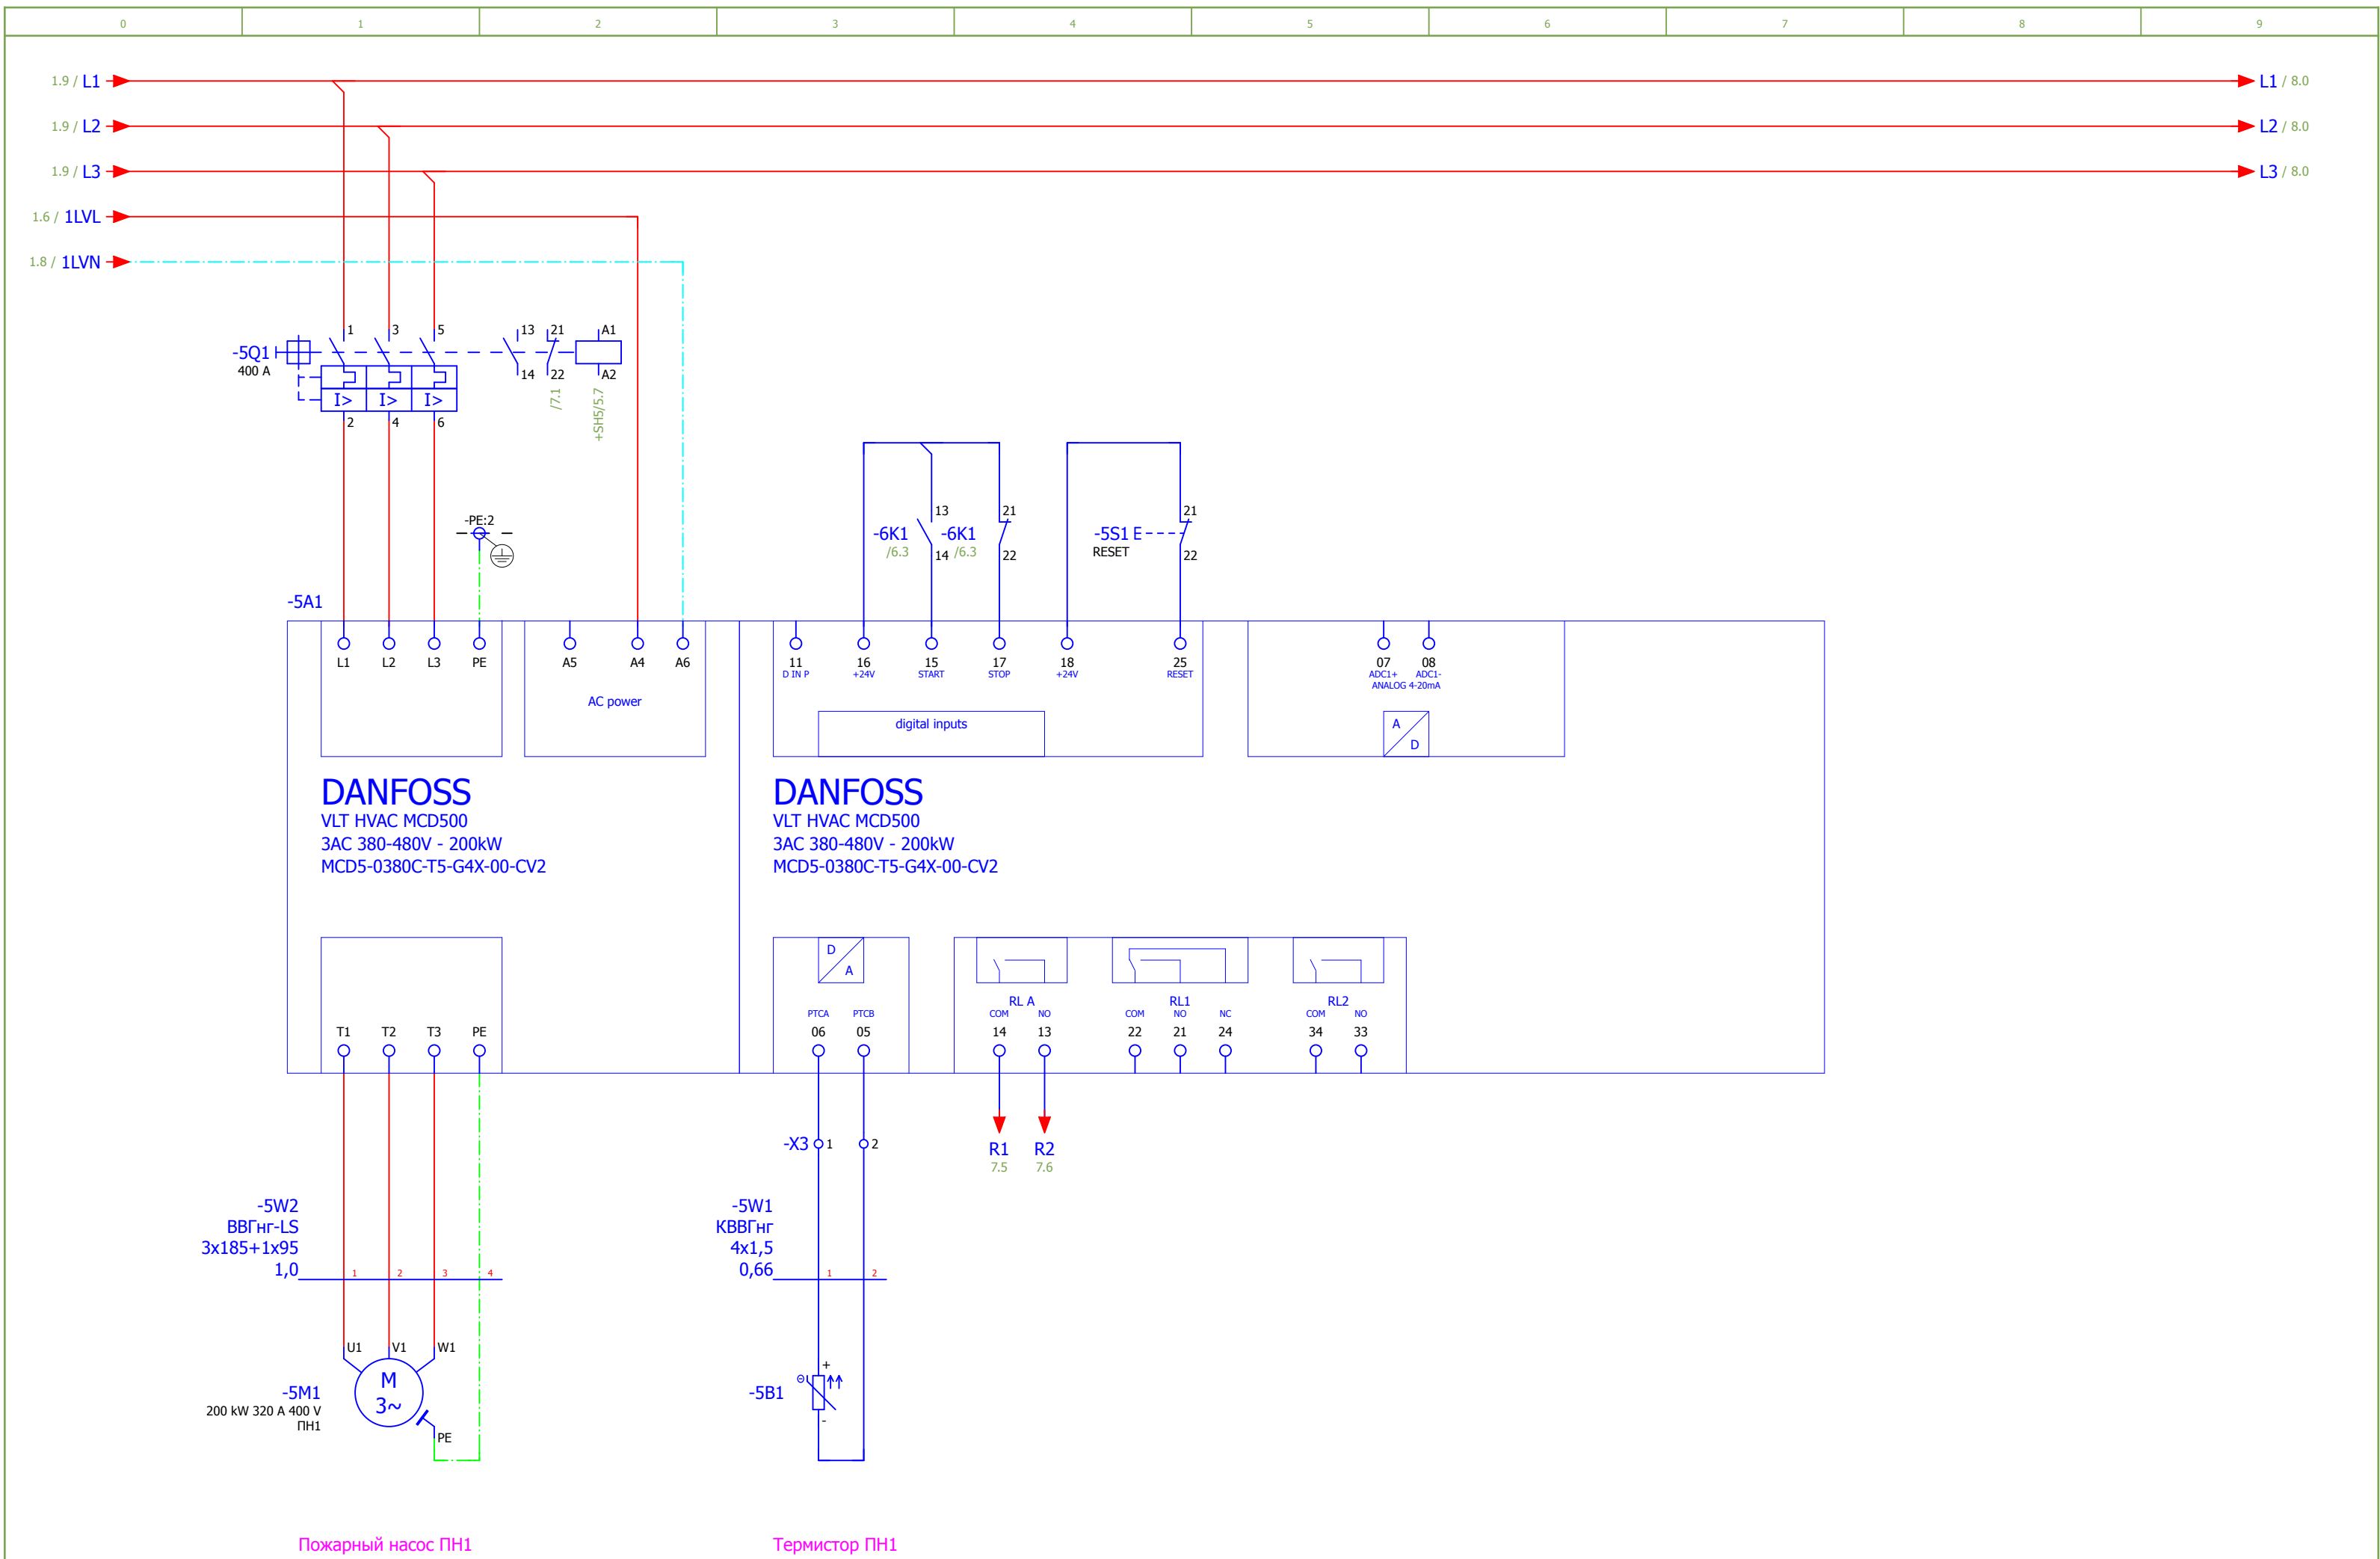 0 1 2 3 4 5 6 7 8 9
1.9 / L1
L1 / 8.0
1.9 / L2
L2 / 8.0
1.9 / L3
L3 / 8.0
1.6 / 1LVL
1.8 / 1LVN
1 3 5 13 21 A1
-5Q1
400 A
14 22 A2
I> I> I>
2 4 6
/7.1
+SH5/5.7
-PE:2
13 21 21
-6K1 -6K1 -5S1 E
/6.3 14 /6.3 22 RESET 22
-5A1
L1 L2 L3 PE A5 A4 A6
AC power
11 16 15 17 18 25
D IN P +24V START STOP +24V RESET
digital inputs
07 08
ADC1+ ADC1-
ANALOG 4-20mA
A
D
DANFOSS
VLT HVAC MCD500
3AC 380-480V - 200kW
MCD5-0380C-T5-G4X-00-CV2
DANFOSS
VLT HVAC MCD500
3AC 380-480V - 200kW
MCD5-0380C-T5-G4X-00-CV2
T1 T2 T3 PE
D
A
PTCA PTCB
06 05
RL A RL1 RL2
COM NO COM NO NC COM NO
14 13 22 21 24 34 33
-X3 1 2
R1 R2
7.5 7.6
-5W2
ВВГнг-LS
3x185+1x95
1,0
1 2 3 4
-5W1
КВВГнг
4x1,5
0,66
1 2
U1 V1 W1
M
3~
-5M1
200 kW 320 A 400 V
ПН1
PE
-5B1
Θ
+
-
Пожарный насос ПН1
Термистор ПН1